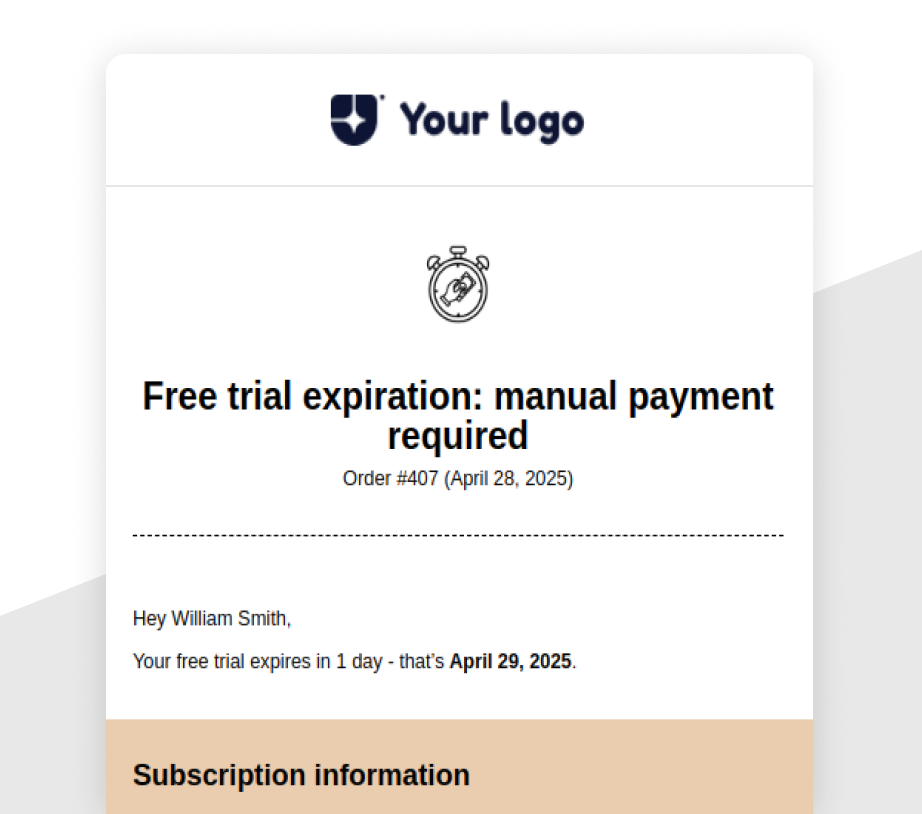 Your logo
Free trial expiration: manual payment
required
Order #407 (April 28, 2025)
Hey William Smith,
Your free trial expires in 1 day - that’s April 29, 2025.
Subscription information